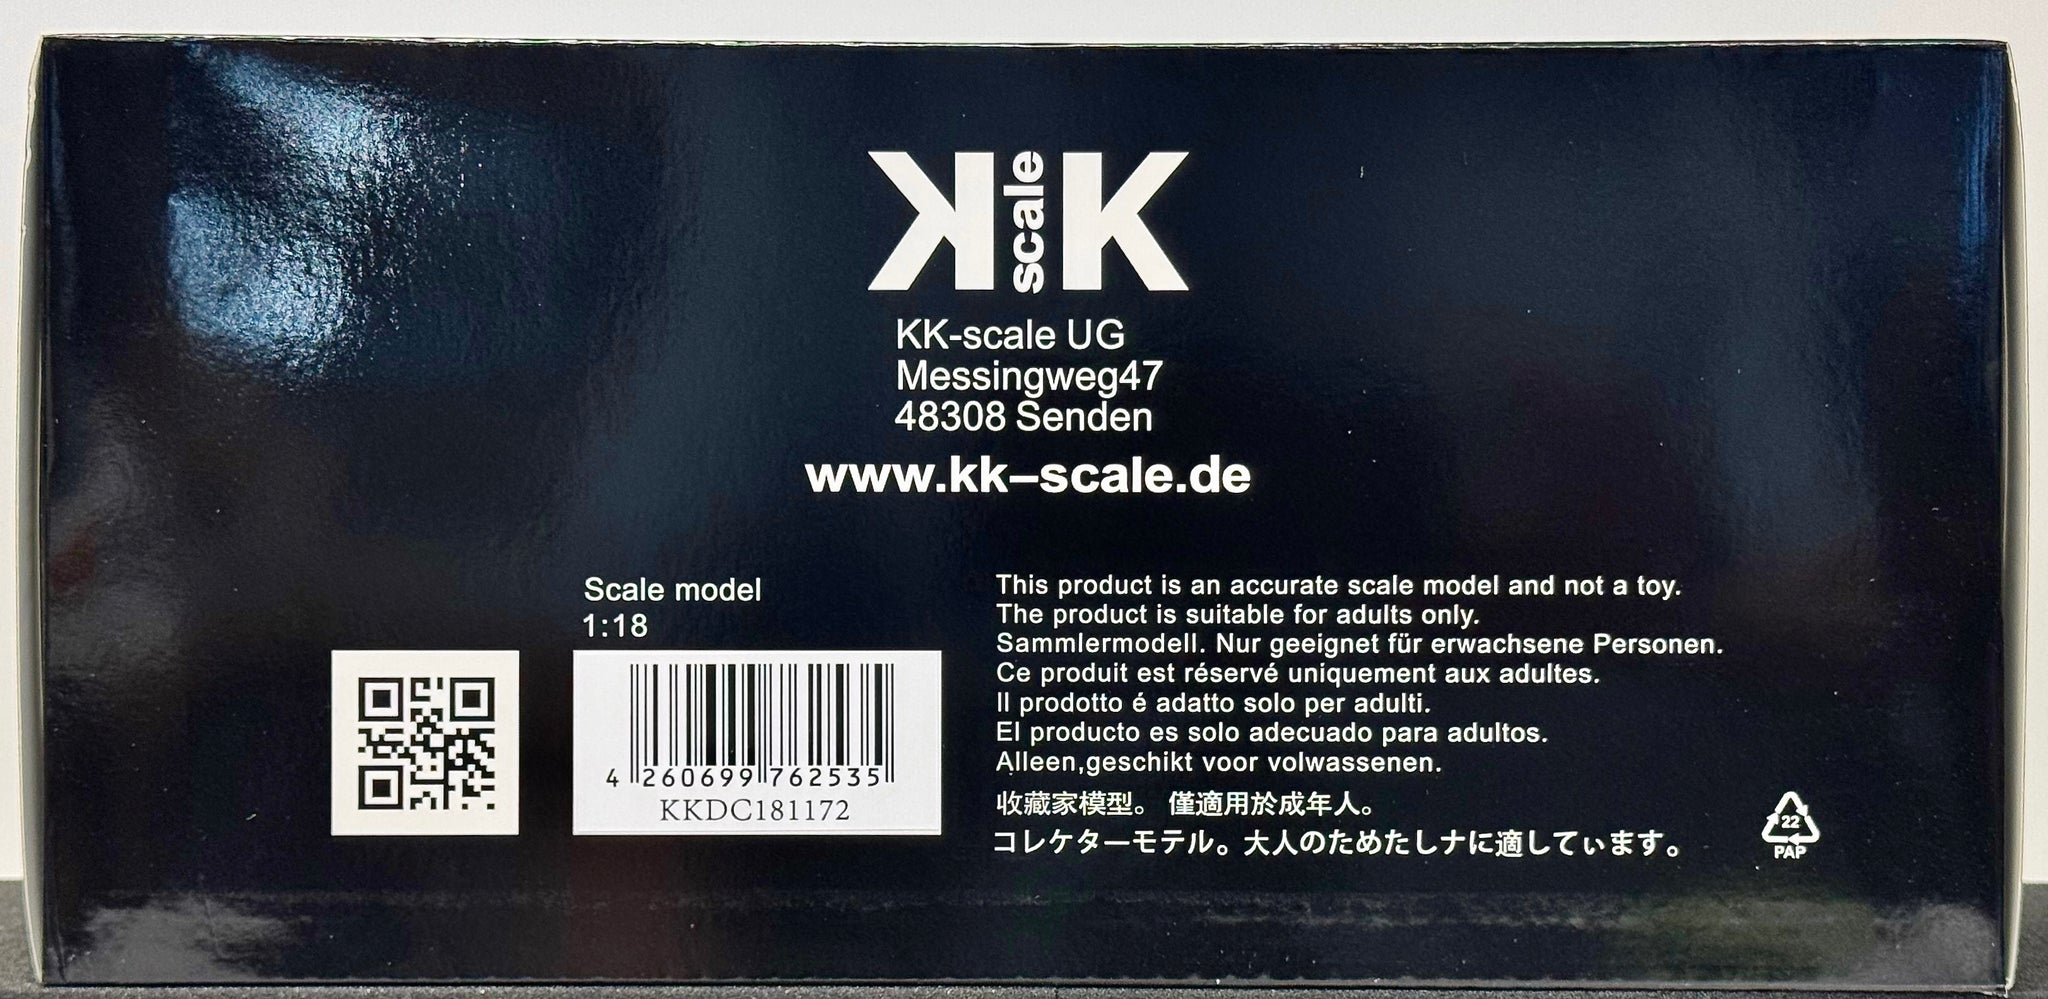 K scale K
KK-scale UG
Messingweg47
48308 Senden
www.kk–scale.de
Scale model
1:18
4 260699 762535
KKDC181172
This product is an accurate scale model and not a toy.
The product is suitable for adults only.
Sammlermodell. Nur geeignet für erwachsene Personen.
Ce produit est réservé uniquement aux adultes.
Il prodotto é adatto solo per adulti.
El producto es solo adecuado para adultos.
Alleen,geschikt voor volwassenen.
收藏家模型。 僅適用於成年人。
コレケターモテル。大人のためたしナに適してぃます。
22
PAP